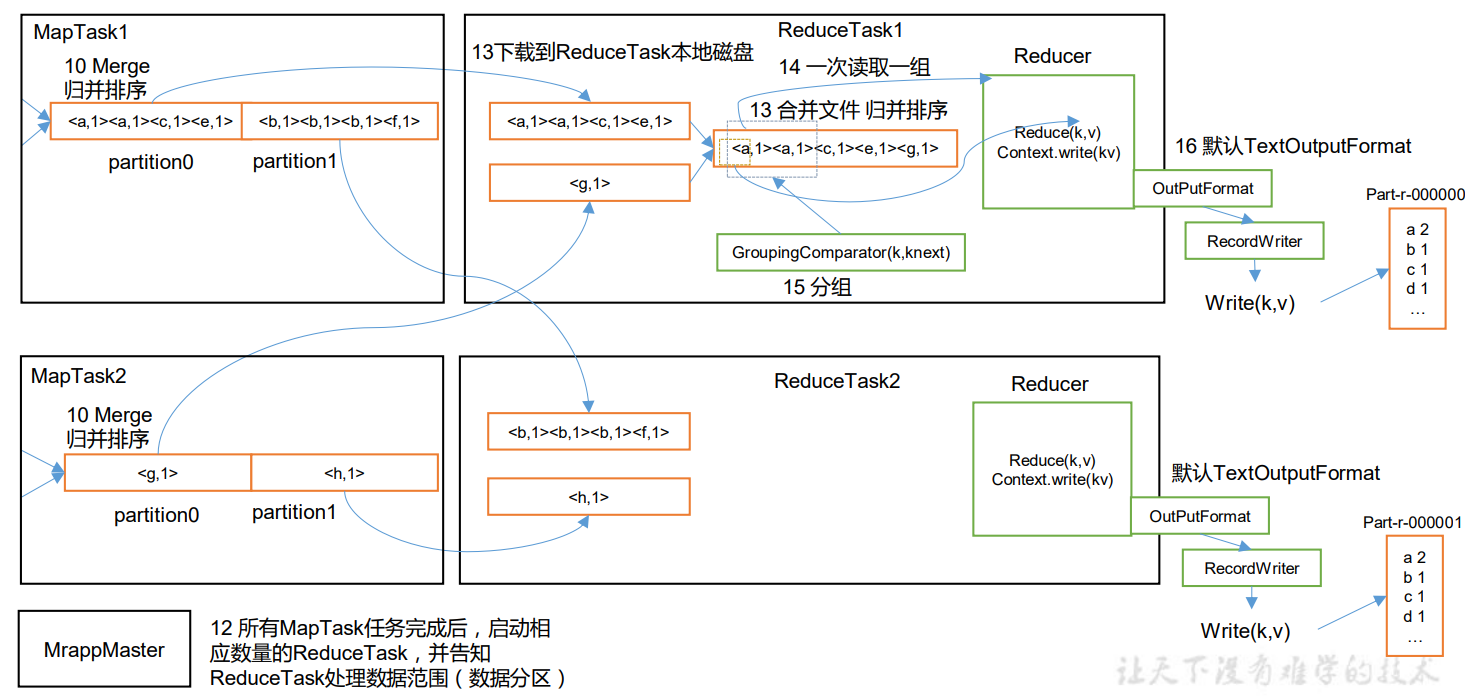 MapTask1
10 Merge
归并排序
<a,1><a,1><c,1><e,1>
<b,1><b,1><b,1><f,1>
partition0
partition1
ReduceTask1
13下载到ReduceTask本地磁盘
14 一次读取一组
Reducer
<a,1><a,1><c,1><e,1>
13 合并文件 归并排序
<a,1><a,1><c,1><e,1><g,1>
<g,1>
Reduce(k,v)
Context.write(kv)
GroupingComparator(k,knext)
15 分组
16 默认TextOutputFormat
OutPutFormat
RecordWriter
Write(k,v)
Part-r-000000
a 2
b 1
c 1
d 1
...
MapTask2
10 Merge
归并排序
<g,1>
<h,1>
partition0
partition1
ReduceTask2
Reducer
<b,1><b,1><b,1><f,1>
<h,1>
Reduce(k,v)
Context.write(kv)
默认TextOutputFormat
OutPutFormat
RecordWriter
Write(k,v)
Part-r-000001
a 2
b 1
c 1
d 1
...
MrappMaster
12 所有MapTask任务完成后，启动相
应数量的ReduceTask，并告知
ReduceTask处理数据范围（数据分区）
让天下没有难学的技术